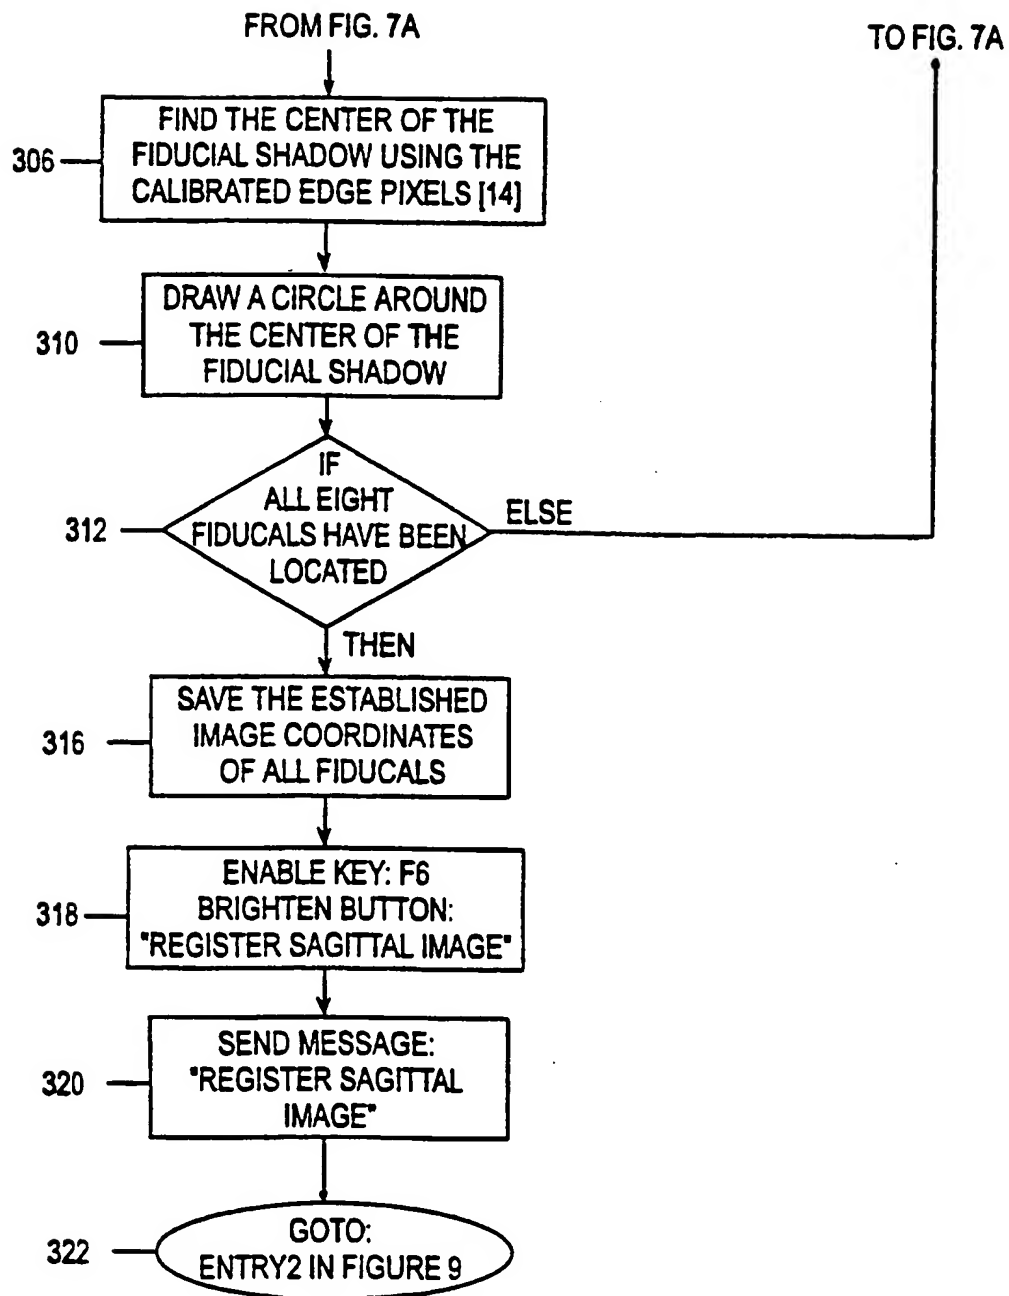 FROM FIG. 7A
TO FIG. 7A
306
FIND THE CENTER OF THE
FIDUCIAL SHADOW USING THE
CALIBRATED EDGE PIXELS [14]
310
DRAW A CIRCLE AROUND
THE CENTER OF THE
FIDUCIAL SHADOW
312
IF
ALL EIGHT
FIDUCALS HAVE BEEN
LOCATED
ELSE
THEN
316
SAVE THE ESTABLISHED
IMAGE COORDINATES
OF ALL FIDUCALS
318
ENABLE KEY: F6
BRIGHTEN BUTTON:
"REGISTER SAGITTAL IMAGE"
320
SEND MESSAGE:
"REGISTER SAGITTAL
IMAGE"
322
GOTO:
ENTRY2 IN FIGURE 9